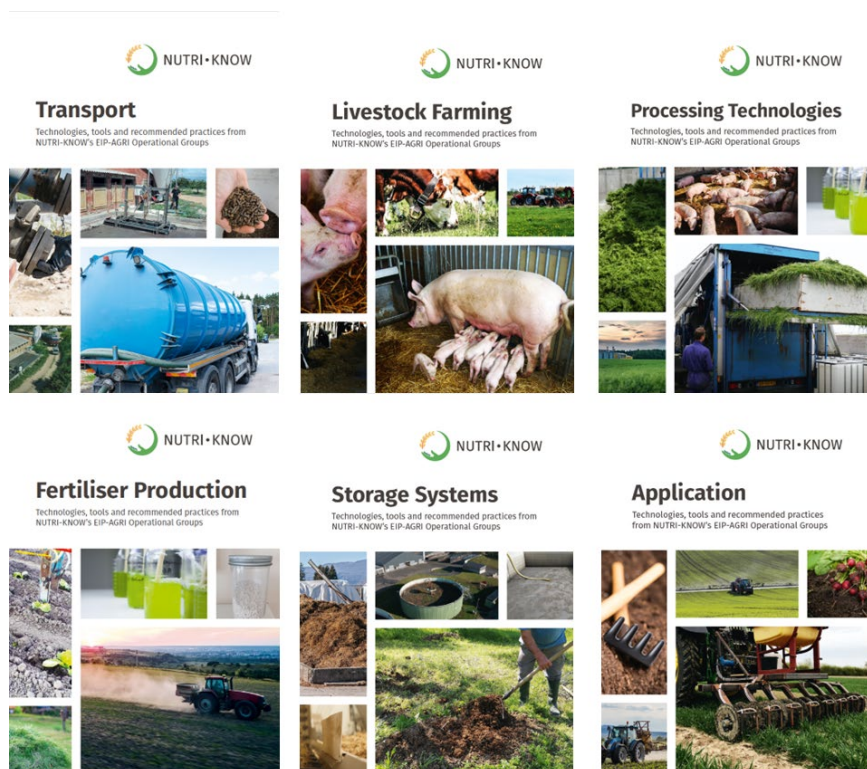 NUTRI•KNOW
Transport
Technologies, tools and recommended practices from
NUTRI-KNOW's EIP-AGRI Operational Groups
NUTRI•KNOW
Livestock Farming
Technologies, tools and recommended practices from
NUTRI-KNOW's EIP-AGRI Operational Groups
NUTRI•KNOW
Processing Technologies
Technologies, tools and recommended practices from
NUTRI-KNOW's EIP-AGRI Operational Groups
NUTRI•KNOW
Fertiliser Production
Technologies, tools and recommended practices from
NUTRI-KNOW's EIP-AGRI Operational Groups
NUTRI•KNOW
Storage Systems
Technologies, tools and recommended practices from
NUTRI-KNOW's EIP-AGRI Operational Groups
NUTRI•KNOW
Application
Technologies, tools and recommended practices
from NUTRI-KNOW's EIP-AGRI Operational Groups